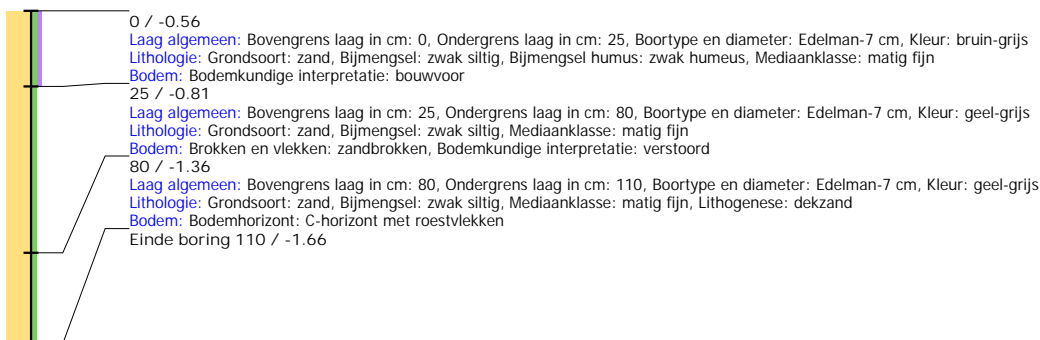 0 / -0.56
Laag algemeen: Bovengrens laag in cm: 0, Ondergrens laag in cm: 25, Boortype en diameter: Edelman-7 cm, Kleur: bruin-grijs
Lithologie: Grondsoort: zand, Bijmengsel: zwak siltig, Bijmengsel humus: zwak humeus, Mediaanklasse: matig fijn
Bodem: Bodemkundige interpretatie: bouwvoor
25 / -0.81
Laag algemeen: Bovengrens laag in cm: 25, Ondergrens laag in cm: 80, Boortype en diameter: Edelman-7 cm, Kleur: geel-grijs
Lithologie: Grondsoort: zand, Bijmengsel: zwak siltig, Mediaanklasse: matig fijn
Bodem: Brokken en vlekken: zandbrokken, Bodemkundige interpretatie: verstoord
80 / -1.36
Laag algemeen: Bovengrens laag in cm: 80, Ondergrens laag in cm: 110, Boortype en diameter: Edelman-7 cm, Kleur: geel-grijs
Lithologie: Grondsoort: zand, Bijmengsel: zwak siltig, Mediaanklasse: matig fijn, Lithogenese: dekzand
Bodem: Bodemhorizont: C-horizont met roestvlekken
Einde boring 110 / -1.66